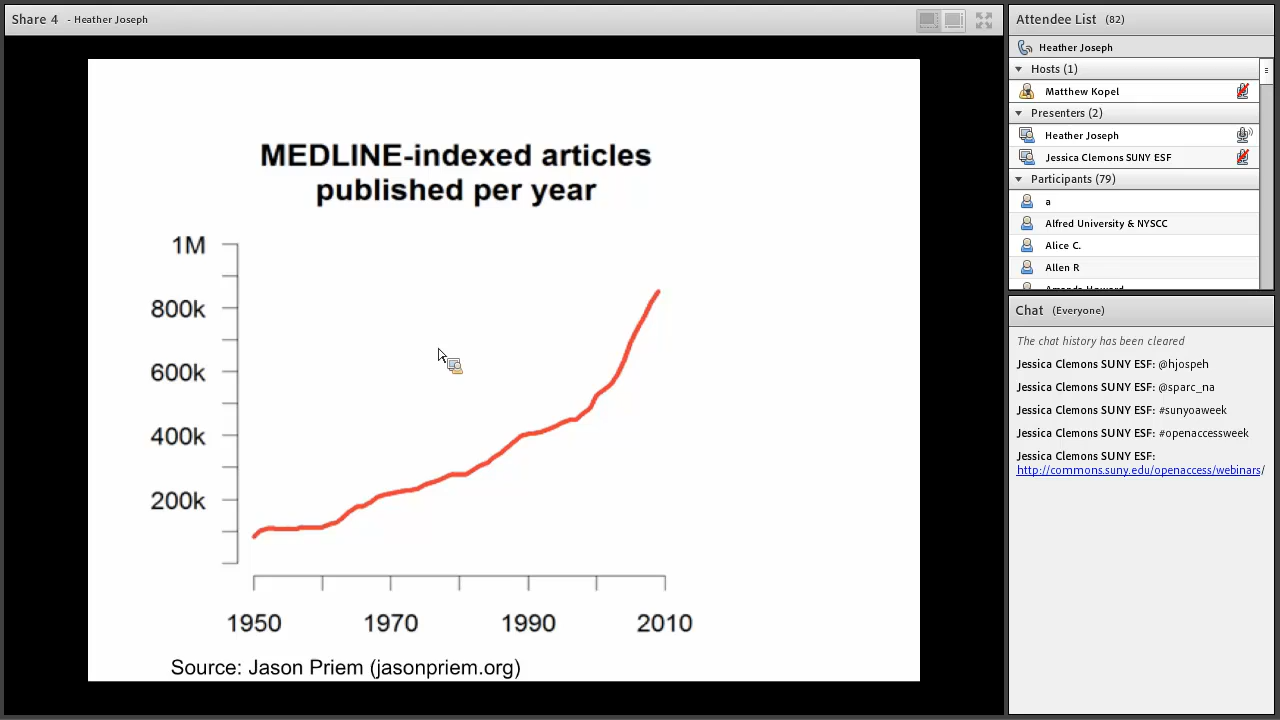 Share 4 - Heather Joseph
MEDLINE-indexed articles
published per year
1M
800k
600k
400k
200k
1950 1970 1990 2010
Source: Jason Priem (jasonpriem.org)
Attendee List (82)
Heather Joseph
Hosts (1)
Matthew Kopel
Presenters (2)
Heather Joseph
Jessica Clemons SUNY ESF
Participants (79)
a
Alfred University & NYSCC
Alice C.
Allen R
Chat (Everyone)
The chat history has been cleared
Jessica Clemons SUNY ESF: @hjospeh
Jessica Clemons SUNY ESF: @sparc_na
Jessica Clemons SUNY ESF: #sunyoaweek
Jessica Clemons SUNY ESF: #openaccessweek
Jessica Clemons SUNY ESF:
http://commons.suny.edu/openaccess/webinars/